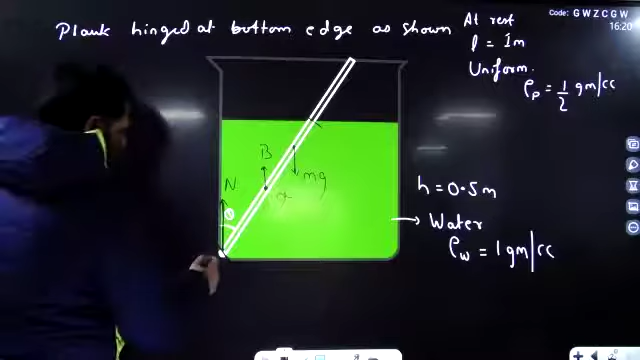 Code: GWZCGW
16:20
Plank hinged at bottom edge as shown
At rest
l = 1m
Uniform.
ρp = 1/2 gm/cc
B
N
mg
θ
x
h = 0.5m
Water
ρw = 1 gm/cc